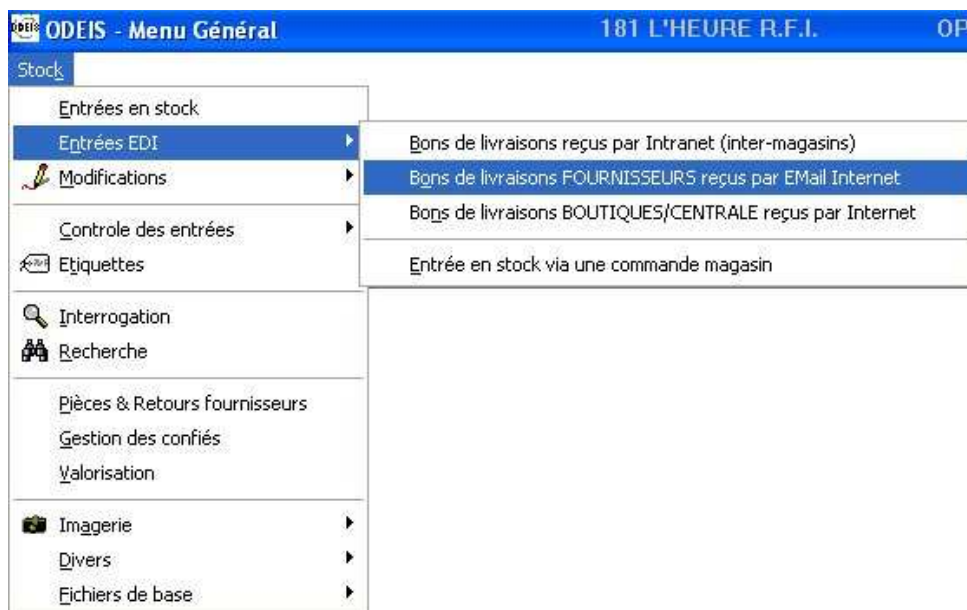 ODEIS - Menu Général 181 L'HEURE R.F.I. OP
Stock
Entrées en stock
Entrées EDI
Bons de livraisons reçus par Intranet (inter-magasins)
Modifications
Bons de livraisons FOURNISSEURS reçus par EMail Internet
Bons de livraisons BOUTIQUES/CENTRALE reçus par Internet
Controle des entrées
Etiquettes
Entrée en stock via une commande magasin
Interrogation
Recherche
Pièces & Retours fournisseurs
Gestion des confiés
Valorisation
Imagerie
Divers
Fichiers de base